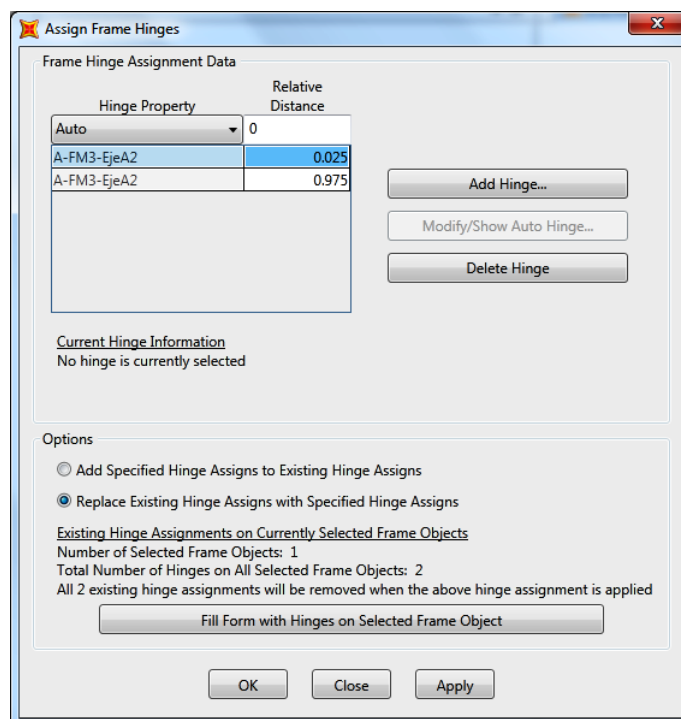 Assign Frame Hinges
x
Frame Hinge Assignment Data
Relative
Hinge Property Distance
Auto 0
A-FM3-EjeA2 0.025
A-FM3-EjeA2 0.975
Add Hinge...
Modify/Show Auto Hinge...
Delete Hinge
Current Hinge Information
No hinge is currently selected
Options
Add Specified Hinge Assigns to Existing Hinge Assigns
Replace Existing Hinge Assigns with Specified Hinge Assigns
Existing Hinge Assignments on Currently Selected Frame Objects
Number of Selected Frame Objects: 1
Total Number of Hinges on All Selected Frame Objects: 2
All 2 existing hinge assignments will be removed when the above hinge assignment is applied
Fill Form with Hinges on Selected Frame Object
OK Close Apply